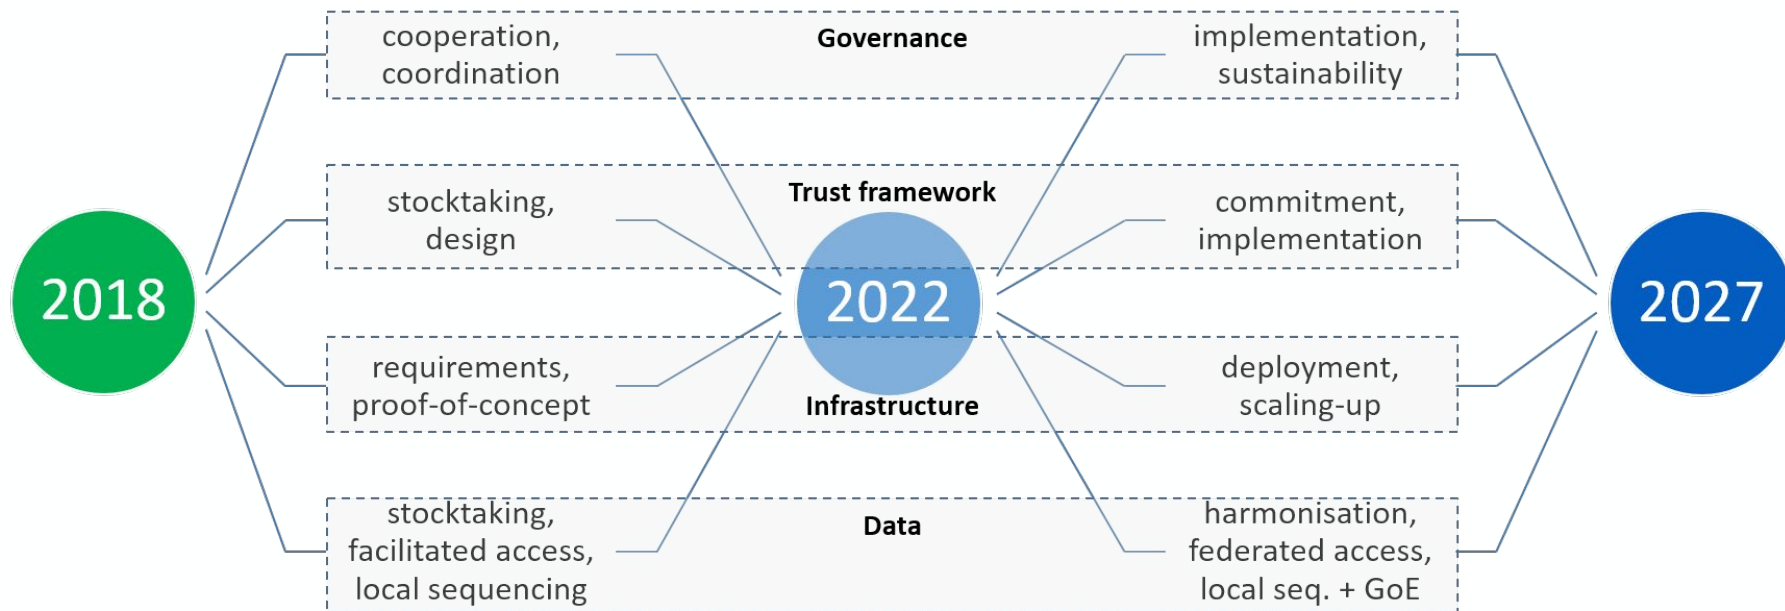 cooperation,
coordination
Governance
implementation,
sustainability
stocktaking,
design
Trust framework
commitment,
implementation
2018
2022
2027
requirements,
proof-of-concept
Infrastructure
deployment,
scaling-up
stocktaking,
facilitated access,
local sequencing
Data
harmonisation,
federated access,
local seq. + GoE